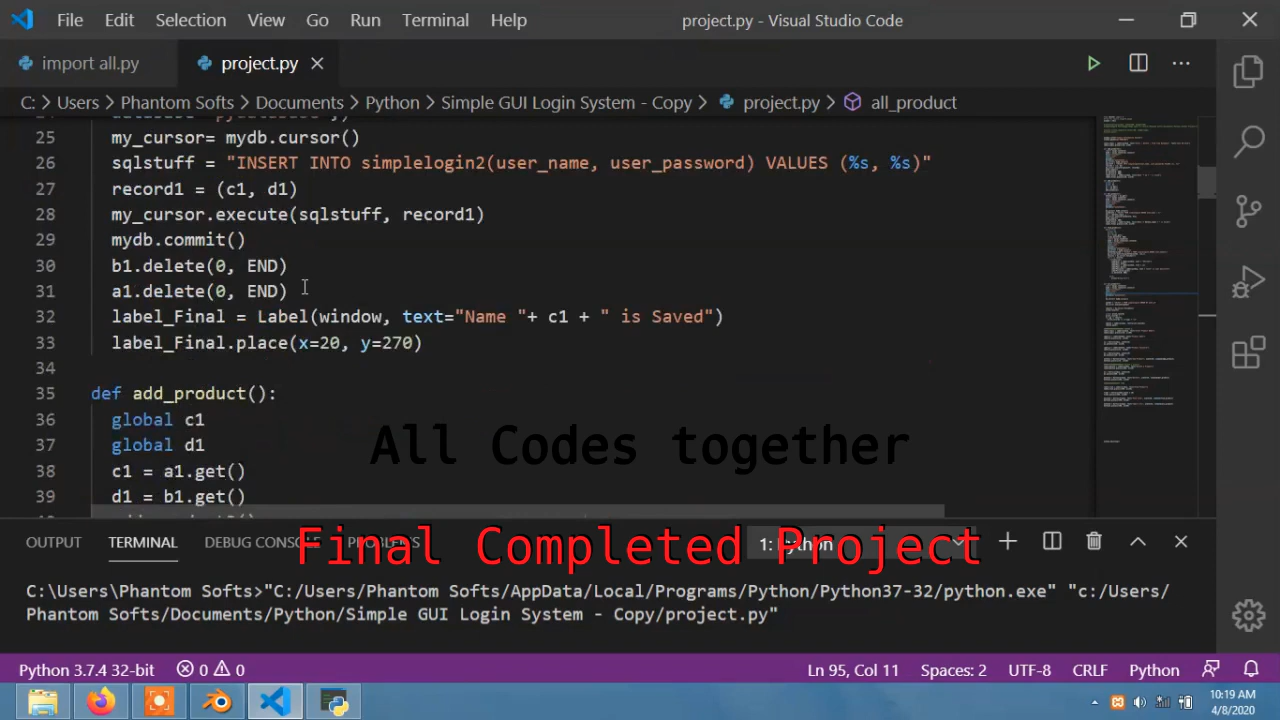 File Edit Selection View Go Run Terminal Help project.py - Visual Studio Code
import all.py project.py
C: > Users > Phantom Softs > Documents > Python > Simple GUI Login System - Copy > project.py > all_product
25 my_cursor= mydb.cursor()
26 sqlstuff = "INSERT INTO simplelogin2(user_name, user_password) VALUES (%s, %s)"
27 record1 = (c1, d1)
28 my_cursor.execute(sqlstuff, record1)
29 mydb.commit()
30 b1.delete(0, END)
31 a1.delete(0, END)
32 label_Final = Label(window, text="Name "+ c1 + " is Saved")
33 label_Final.place(x=20, y=270)
34
35 def add_product():
36 global c1
37 global d1
38 c1 = a1.get()
39 d1 = b1.get()
All Codes together
Final Completed Project
OUTPUT TERMINAL DEBUG CONSOLE PROBLEMS 1: Python
C:\Users\Phantom Softs>"C:/Users/Phantom Softs/AppData/Local/Programs/Python/Python37-32/python.exe" "c:/Users/
Phantom Softs/Documents/Python/Simple GUI Login System - Copy/project.py"
Python 3.7.4 32-bit 0 0 Ln 95, Col 11 Spaces: 2 UTF-8 CRLF Python
10:19 AM
4/8/2020